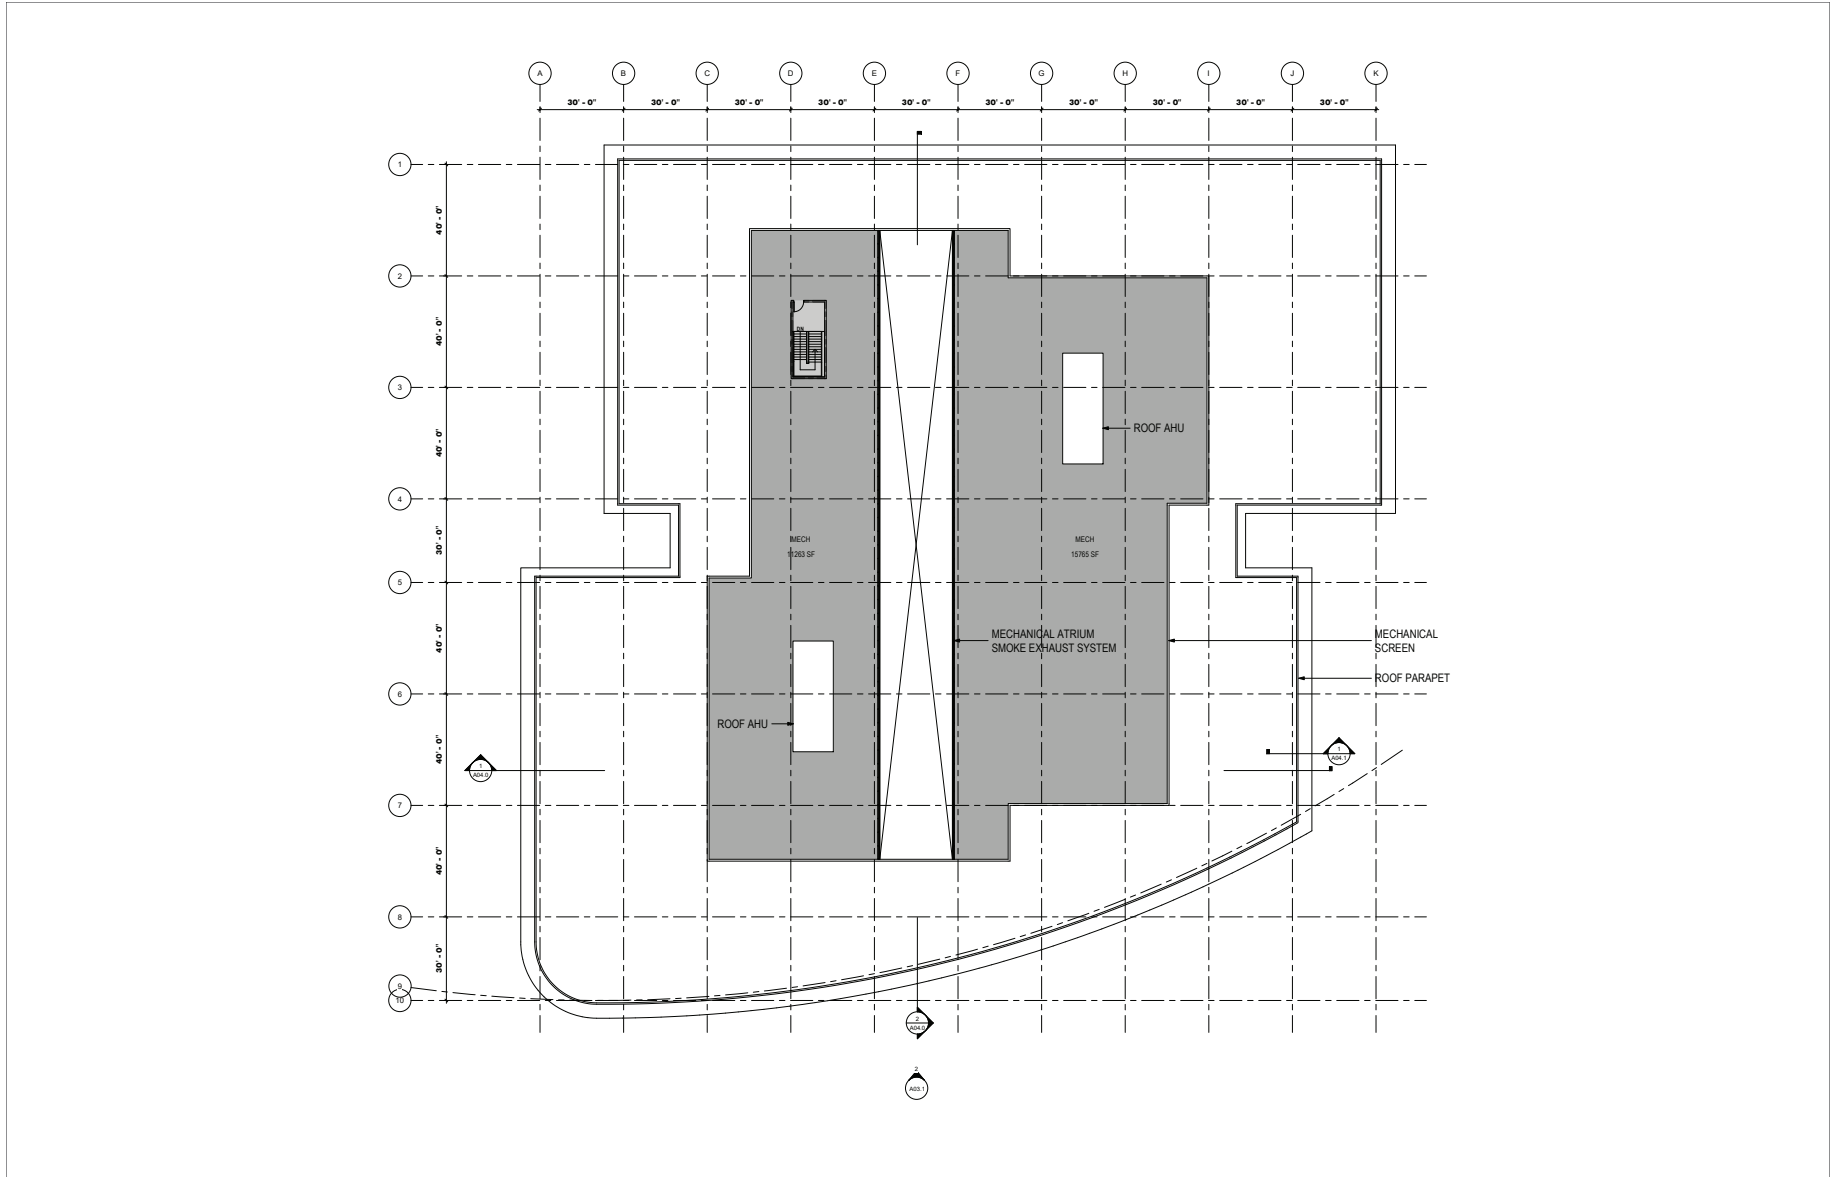 A B C D E F G H I J K
30' - 0" 30' - 0" 30' - 0" 30' - 0" 30' - 0" 30' - 0" 30' - 0" 30' - 0" 30' - 0" 30' - 0"
1
40' - 0"
2
DN
40' - 0"
3
ROOF AHU
40' - 0"
4
30' - 0"
MECH
11263 SF
MECH
15765 SF
5
40' - 0"
MECHANICAL ATRIUM
SMOKE EXHAUST SYSTEM
MECHANICAL
SCREEN
ROOF PARAPET
6
ROOF AHU
40' - 0"
1
A04.1
1
A04.0
7
40' - 0"
8
30' - 0"
9
10
2
A04.0
2
A03.1